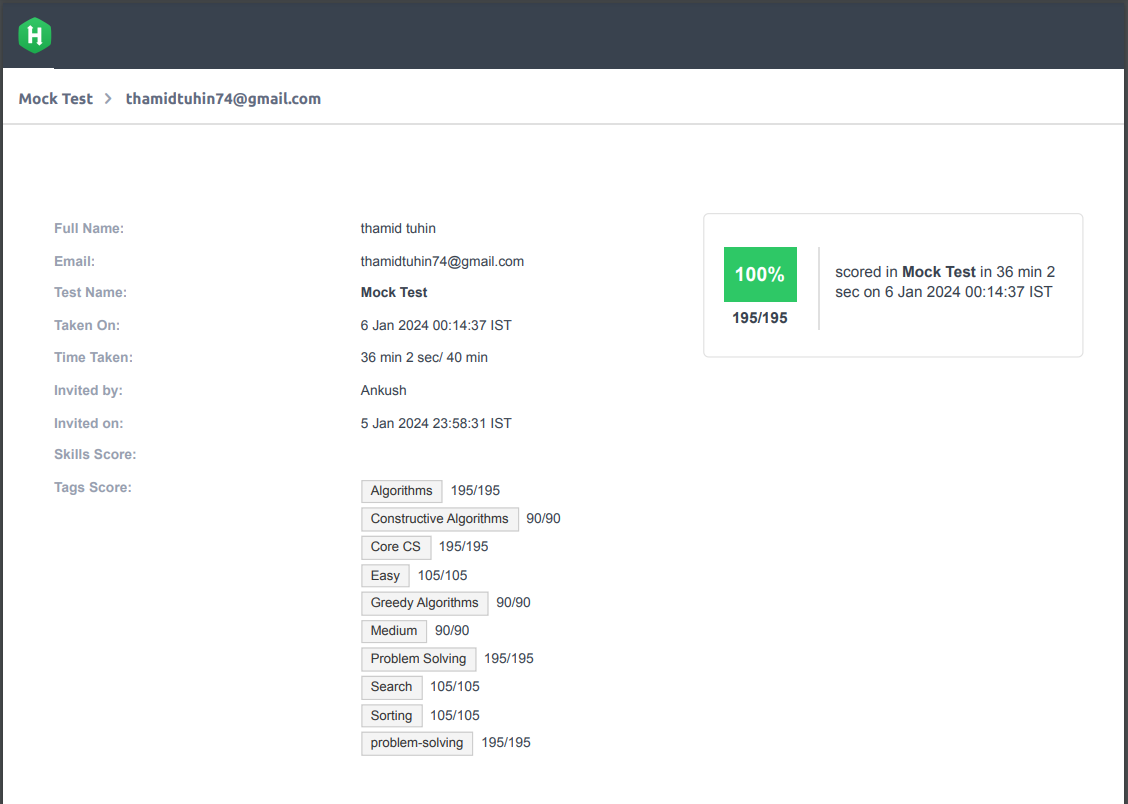 H
Mock Test > thamidtuhin74@gmail.com
Full Name: thamid tuhin
Email: thamidtuhin74@gmail.com
Test Name: Mock Test
Taken On: 6 Jan 2024 00:14:37 IST
Time Taken: 36 min 2 sec/ 40 min
Invited by: Ankush
Invited on: 5 Jan 2024 23:58:31 IST
Skills Score:
Tags Score:
Algorithms 195/195
Constructive Algorithms 90/90
Core CS 195/195
Easy 105/105
Greedy Algorithms 90/90
Medium 90/90
Problem Solving 195/195
Search 105/105
Sorting 105/105
problem-solving 195/195
100%
195/195
scored in Mock Test in 36 min 2
sec on 6 Jan 2024 00:14:37 IST